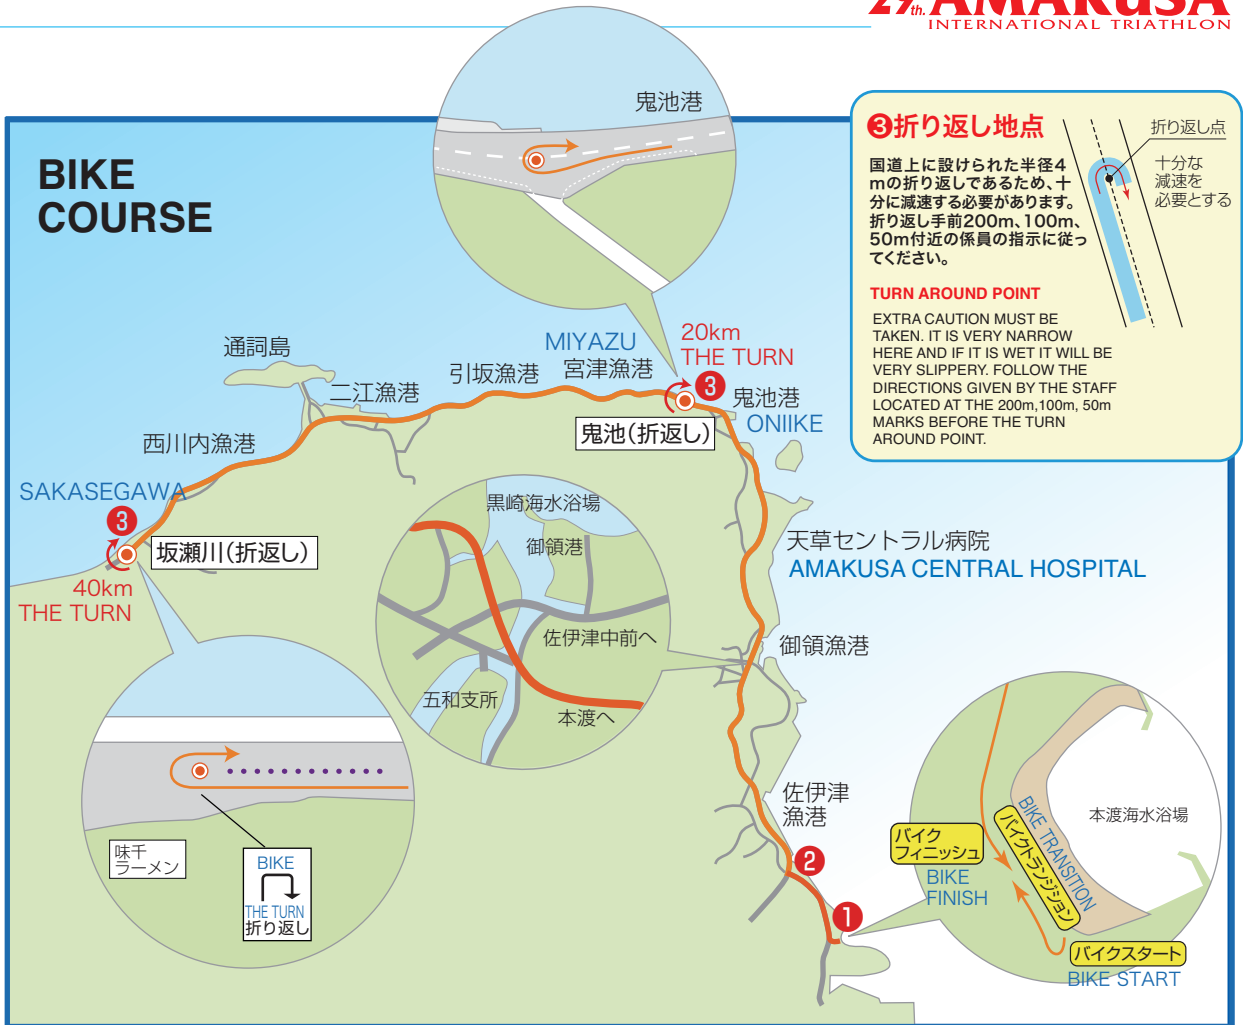 29th. AMAKUSA
INTERNATIONAL TRIATHLON
BIKE
COURSE
鬼池港
❸折り返し地点
国道上に設けられた半径4
mの折り返しであるため、十
分に減速する必要があります。
折り返し手前200m、100m、
50m付近の係員の指示に従っ
てください。
折り返し点
十分な
減速を
必要とする
TURN AROUND POINT
EXTRA CAUTION MUST BE
TAKEN. IT IS VERY NARROW
HERE AND IF IT IS WET IT WILL BE
VERY SLIPPERY. FOLLOW THE
DIRECTIONS GIVEN BY THE STAFF
LOCATED AT THE 200m,100m, 50m
MARKS BEFORE THE TURN
AROUND POINT.
通詞島
二江漁港
引坂漁港
MIYAZU
宮津漁港
20km
THE TURN
❸
鬼池港
ONIIKE
鬼池(折返し)
西川内漁港
SAKASEGAWA
❸
坂瀬川(折返し)
40km
THE TURN
黒崎海水浴場
御領港
佐伊津中前へ
五和支所
本渡へ
天草セントラル病院
AMAKUSA CENTRAL HOSPITAL
御領漁港
佐伊津
漁港
❷
❶
味千
ラーメン
BIKE
THE TURN
折り返し
本渡海水浴場
バイク
フィニッシュ
BIKE
FINISH
BIKE TRANSITION
バイクトランジション
バイクスタート
BIKE START